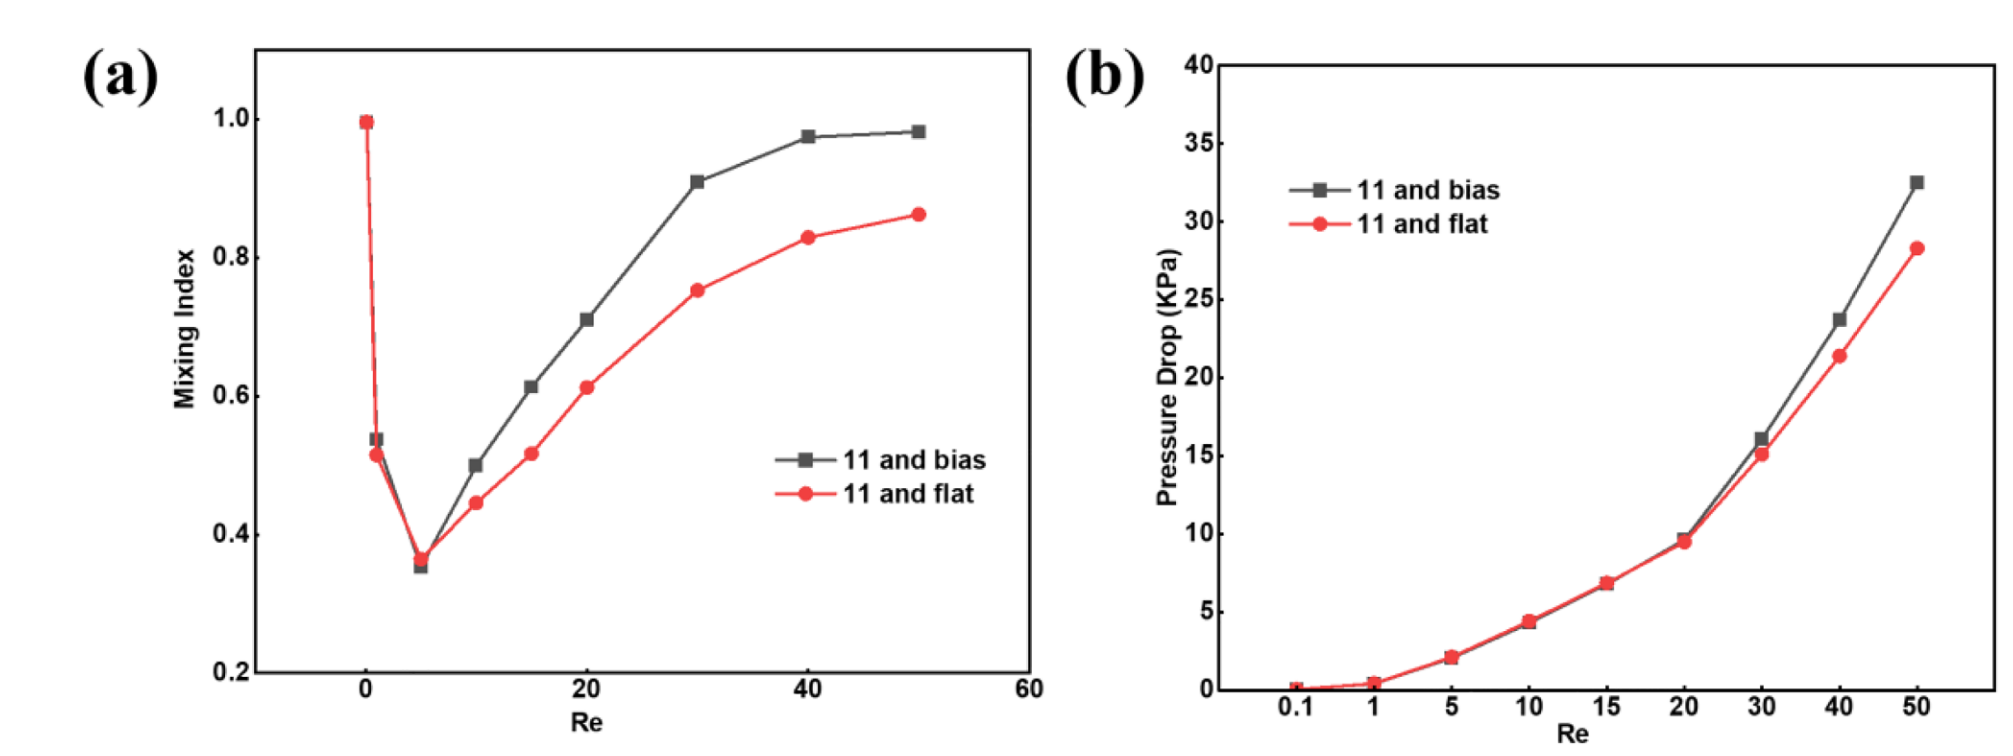 (a)
1.0
0.8
0.6
0.4
0.2
Mixing Index
11 and bias
11 and flat
0 20 40 60
Re
(b)
40
35
30
25
20
15
10
5
0
Pressure Drop (KPa)
11 and bias
11 and flat
0.1 1 5 10 15 20 30 40 50
Re